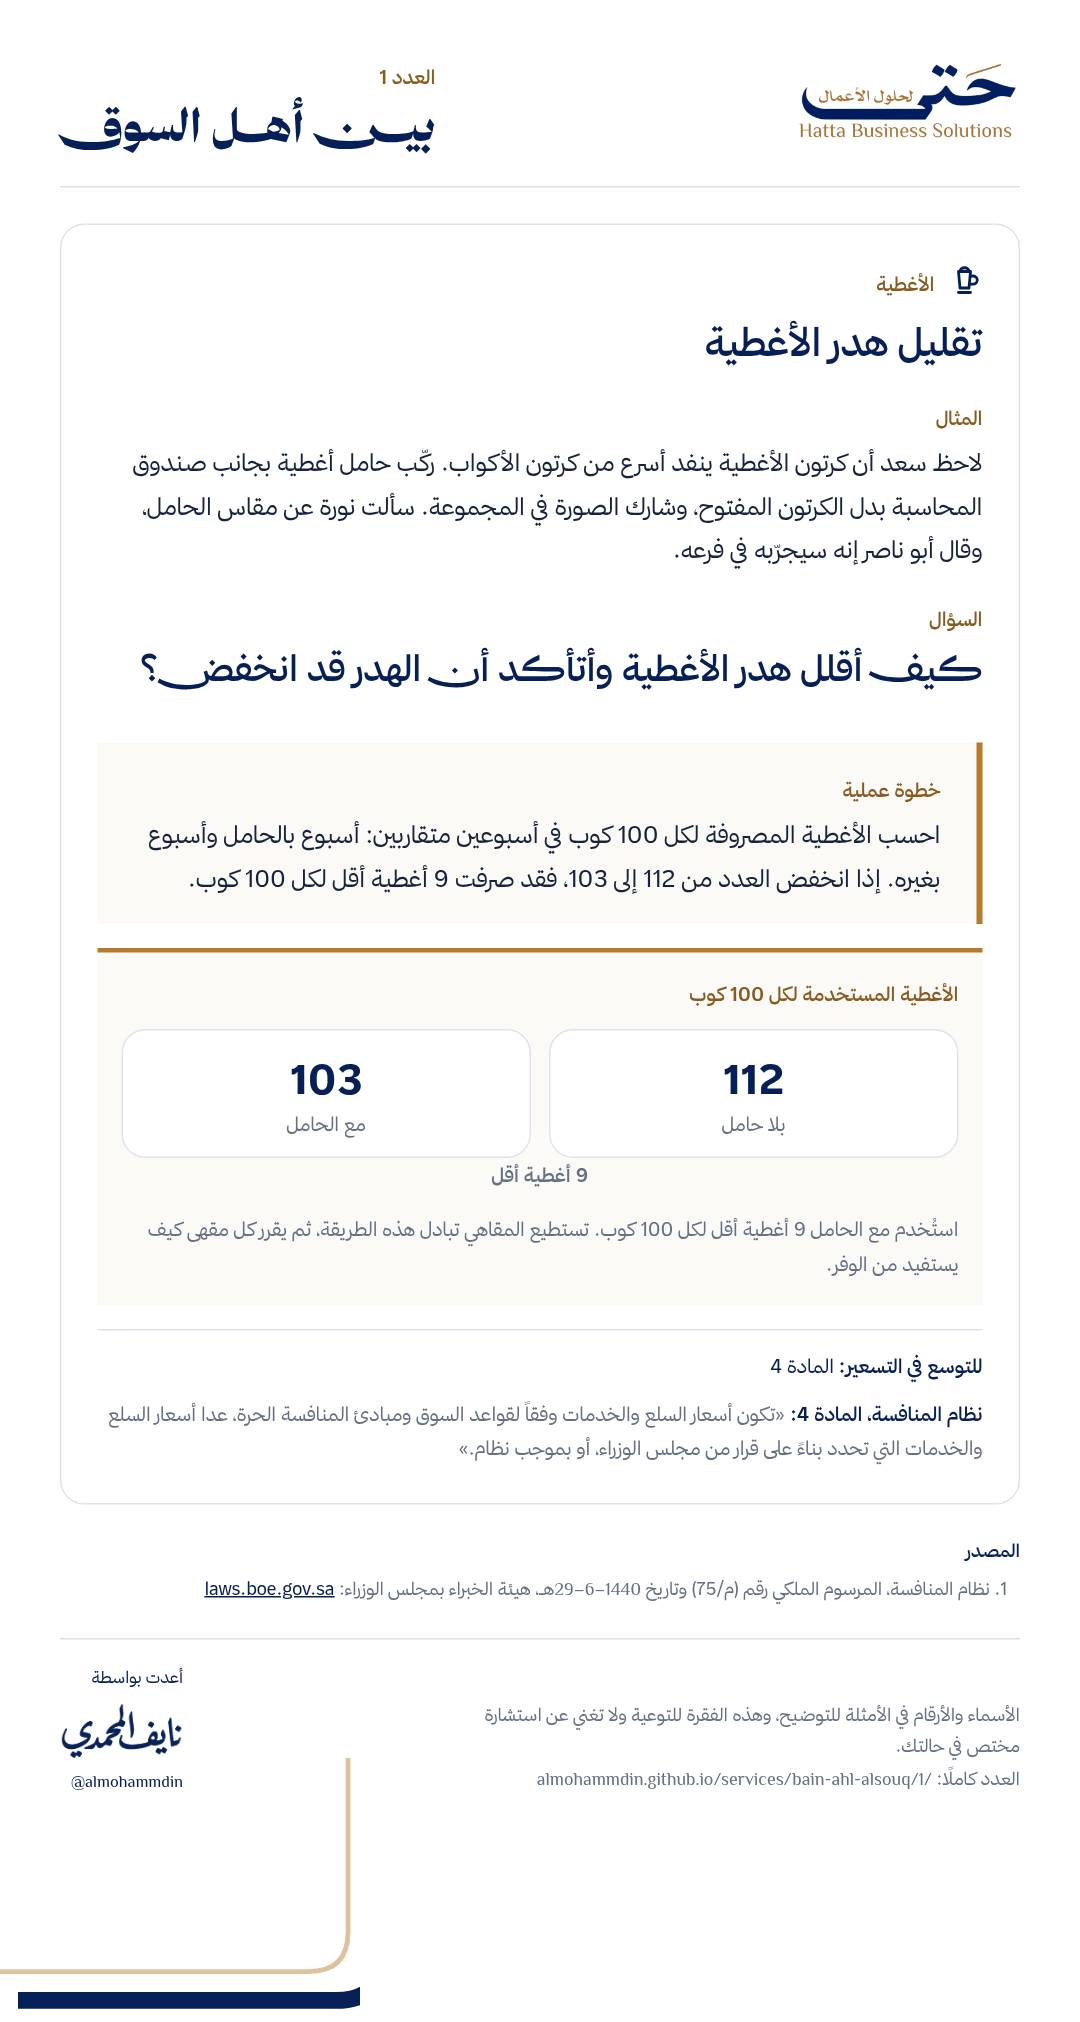 حتى
لحلول الأعمال
Hatta Business Solutions
العدد 1
بين أهل السوق
الأغطية
تقليل هدر الأغطية
المثال
لاحظ سعد أن كرتون الأغطية ينفد أسرع من كرتون الأكواب. ركّب حامل أغطية بجانب صندوق
المحاسبة بدل الكرتون المفتوح، وشارك الصورة في المجموعة. سألت نورة عن مقاس الحامل،
وقال أبو ناصر إنه سيجرّبه في فرعه.
السؤال
كيف أقلل هدر الأغطية وأتأكد أن الهدر قد انخفض؟
خطوة عملية
احسب الأغطية المصروفة لكل 100 كوب في أسبوعين متقاربين: أسبوع بالحامل وأسبوع
بغيره. إذا انخفض العدد من 112 إلى 103، فقد صرفت 9 أغطية أقل لكل 100 كوب.
الأغطية المستخدمة لكل 100 كوب
112
بلا حامل
103
مع الحامل
9 أغطية أقل
استُخدم مع الحامل 9 أغطية أقل لكل 100 كوب. تستطيع المقاهي تبادل هذه الطريقة، ثم يقرر كل مقهى كيف
يستفيد من الوفر.
للتوسع في التسعير: المادة 4
نظام المنافسة، المادة 4: «تكون أسعار السلع والخدمات وفقاً لقواعد السوق ومبادئ المنافسة الحرة، عدا أسعار السلع
والخدمات التي تحدد بناءً على قرار من مجلس الوزراء، أو بموجب نظام.»
المصدر
1. نظام المنافسة، المرسوم الملكي رقم (م/75) وتاريخ 29–6–1440هـ، هيئة الخبراء بمجلس الوزراء: laws.boe.gov.sa
الأسماء والأرقام في الأمثلة للتوضيح، وهذه الفقرة للتوعية ولا تغني عن استشارة
مختص في حالتك.
العدد كاملًا: almohammdin.github.io/services/bain-ahl-alsouq/1/
أعدت بواسطة
نايف المحمدي
@almohammdin